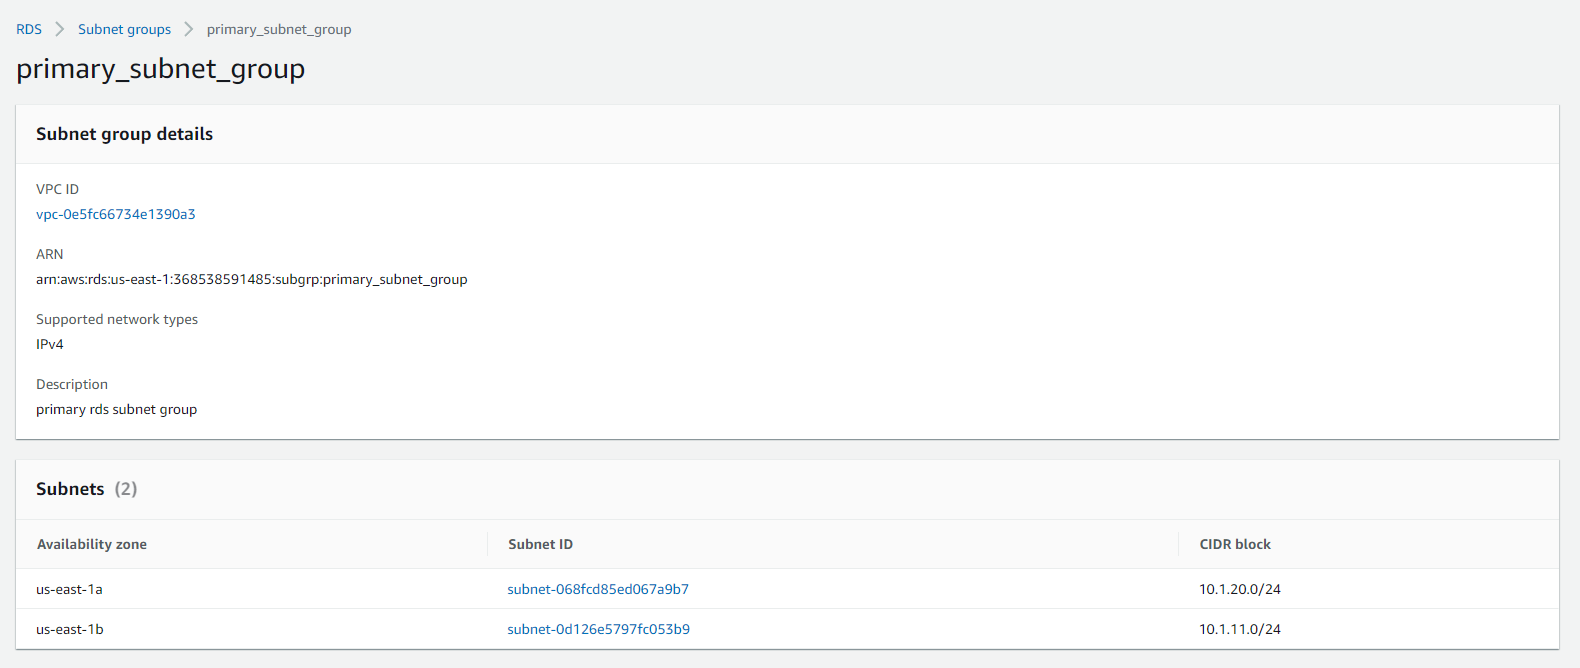 RDS > Subnet groups > primary_subnet_group
primary_subnet_group
Subnet group details
VPC ID
vpc-0e5fc66734e1390a3
ARN
arn:aws:rds:us-east-1:368538591485:subgrp:primary_subnet_group
Supported network types
IPv4
Description
primary rds subnet group
Subnets (2)
Availability zone Subnet ID CIDR block
us-east-1a subnet-068fcd85ed067a9b7 10.1.20.0/24
us-east-1b subnet-0d126e5797fc053b9 10.1.11.0/24